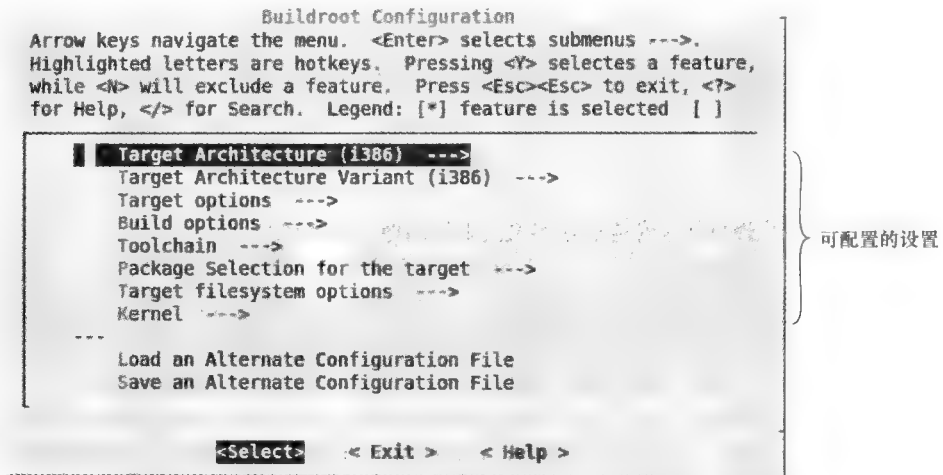 Buildroot Configuration
Arrow keys navigate the menu. <Enter> selects submenus --->.
Highlighted letters are hotkeys. Pressing <Y> selectes a feature,
while <N> will exclude a feature. Press <Esc><Esc> to exit, <?>
for Help, </> for Search. Legend: [*] feature is selected [ ]
Target Architecture (i386) --->
Target Architecture Variant (i386) --->
Target options --->
Build options --->
Toolchain --->
Package Selection for the target --->
Target filesystem options --->
Kernel --->
---
Load an Alternate Configuration File
Save an Alternate Configuration File
<Select> < Exit > < Help >
可配置的设置